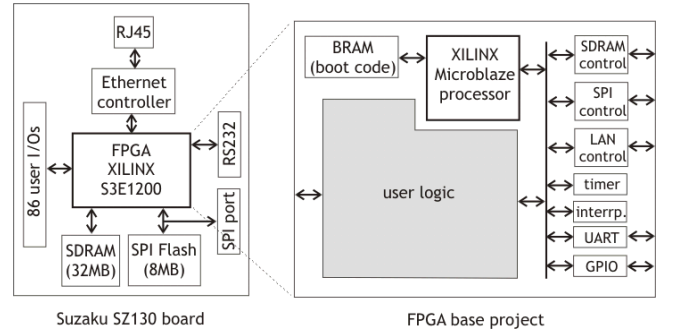 RJ45
Ethernet
controller
86 user I/Os
FPGA
XILINX
S3E1200
RS232
SPI port
SDRAM
(32MB)
SPI Flash
(8MB)
Suzaku SZ130 board
BRAM
(boot code)
XILINX
Microblaze
processor
user logic
SDRAM
control
SPI
control
LAN
control
timer
interrp.
UART
GPIO
FPGA base project